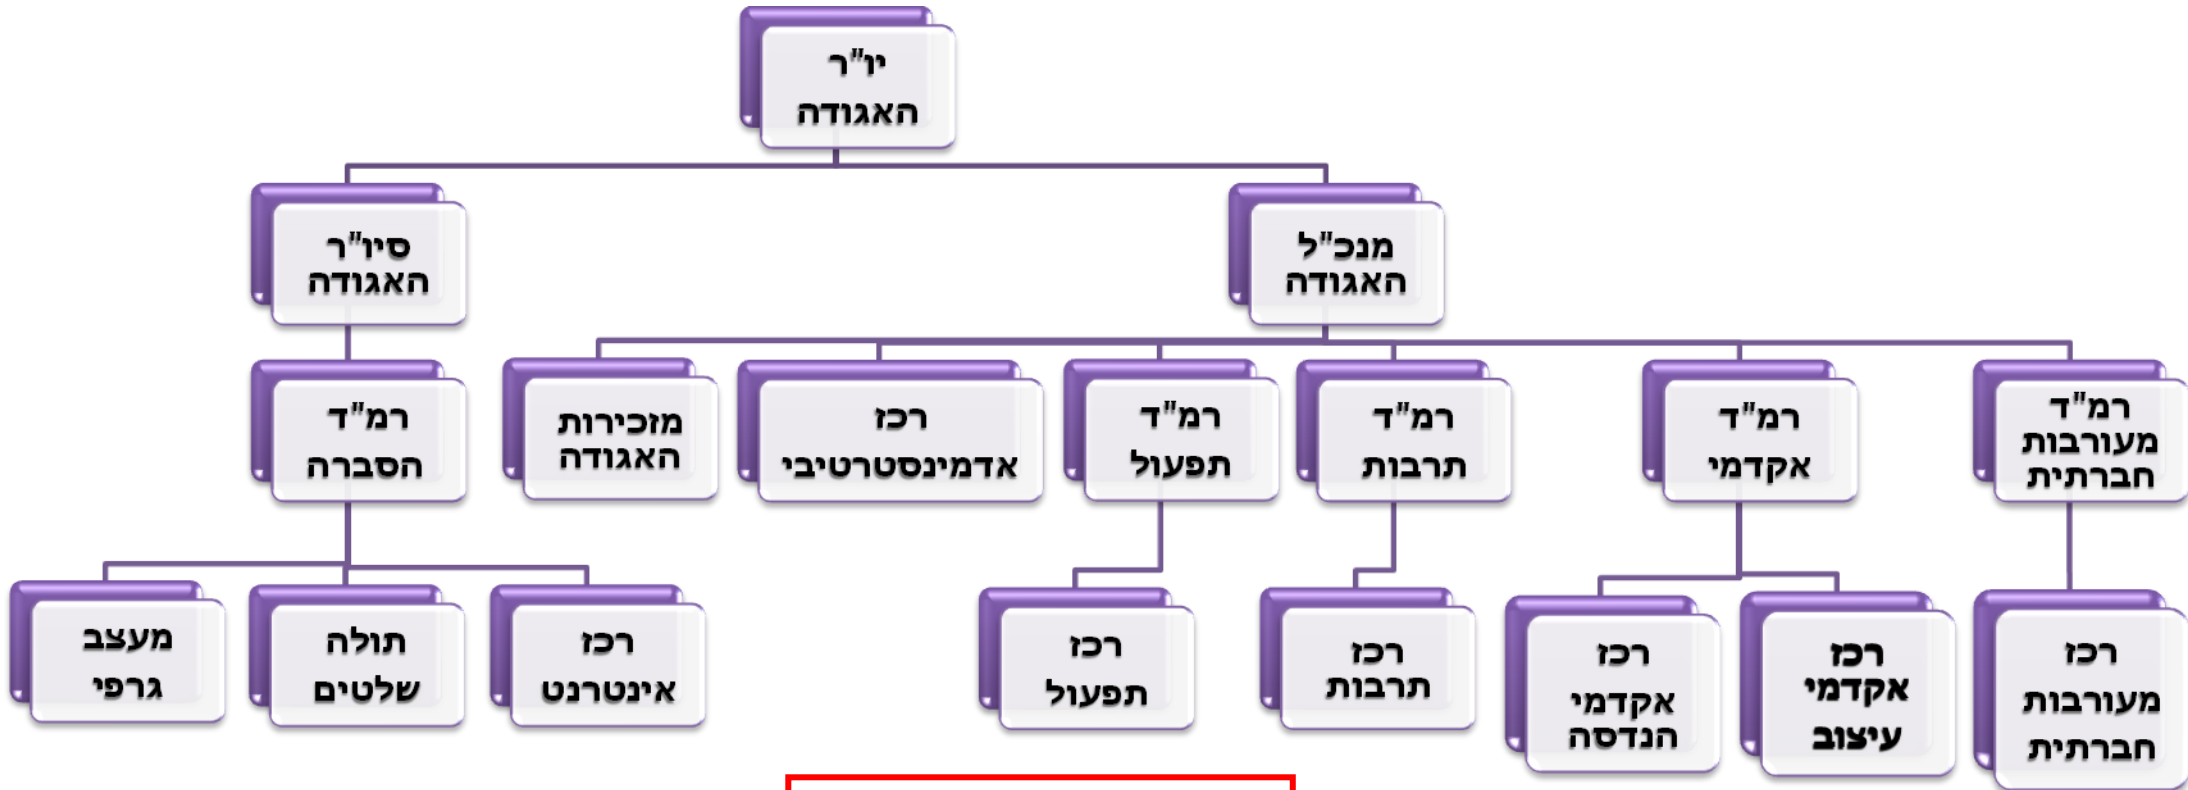 יו"ר
האגודה
מנכ"ל
האגודה
סיו"ר
האגודה
רמ"ד
מעורבות
חברתית
רמ"ד
אקדמי
רמ"ד
תרבות
רמ"ד
תפעול
רכז
אדמינסטרטיבי
מזכירות
האגודה
רמ"ד
הסברה
רכז
מעורבות
חברתית
רכז
אקדמי
עיצוב
רכז
אקדמי
הנדסה
רכז
תרבות
רכז
תפעול
רכז
אינטרנט
תולה
שלטים
מעצב
גרפי